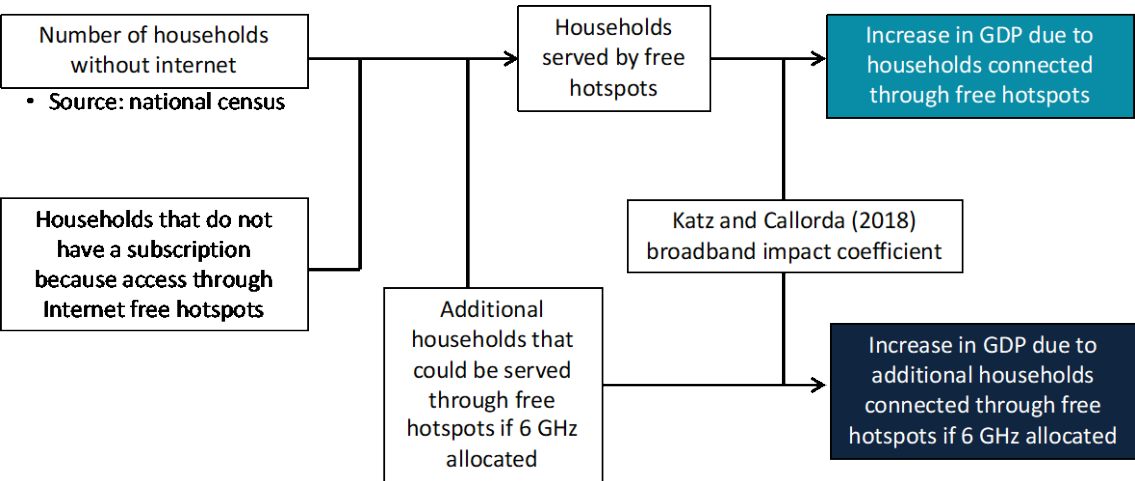 Number of households
without internet
• Source: national census
Households
served by free
hotspots
Increase in GDP due to
households connected
through free hotspots
Households that do not
have a subscription
because access through
Internet free hotspots
Katz and Callorda (2018)
broadband impact coefficient
Additional
households that
could be served
through free
hotspots if 6 GHz
allocated
Increase in GDP due to
additional households
connected through free
hotspots if 6 GHz allocated